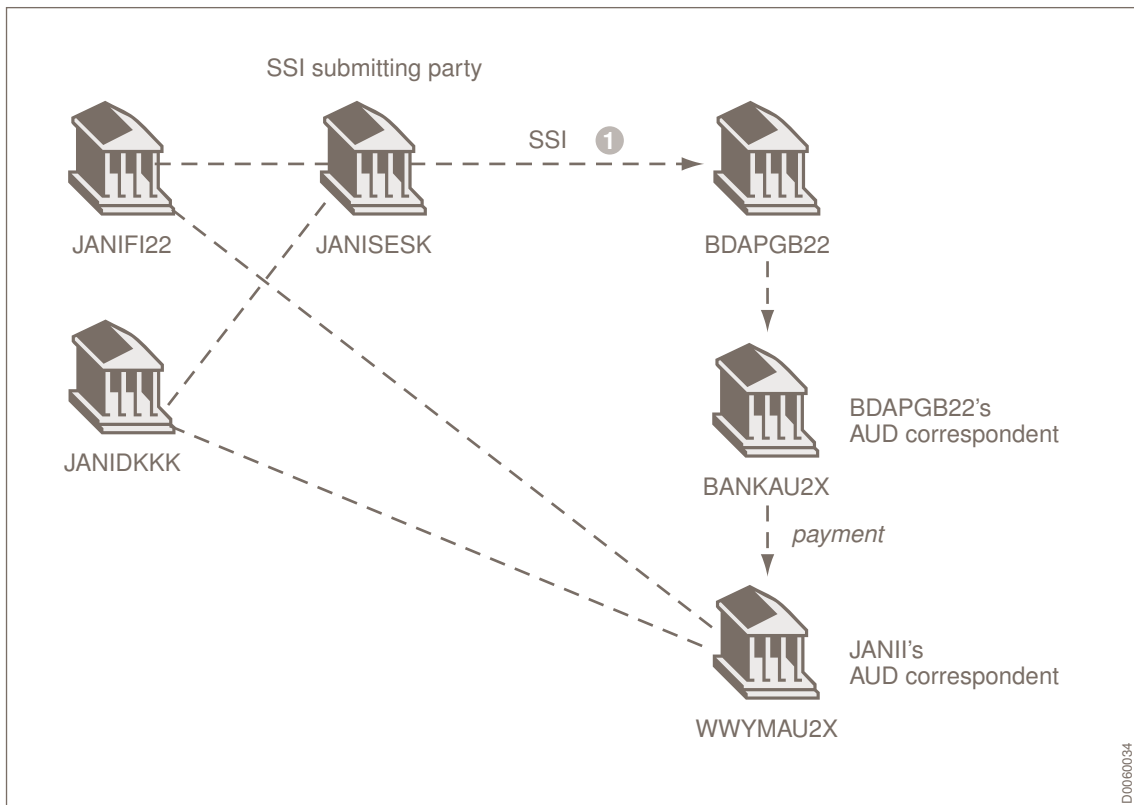 SSI submitting party
SSI 1
JANIFI22
JANISESK
BDAPGB22
JANIDKKK
BDAPGB22's
AUD correspondent
BANKAU2X
payment
JANII's
AUD correspondent
WWYMAU2X
D0060034